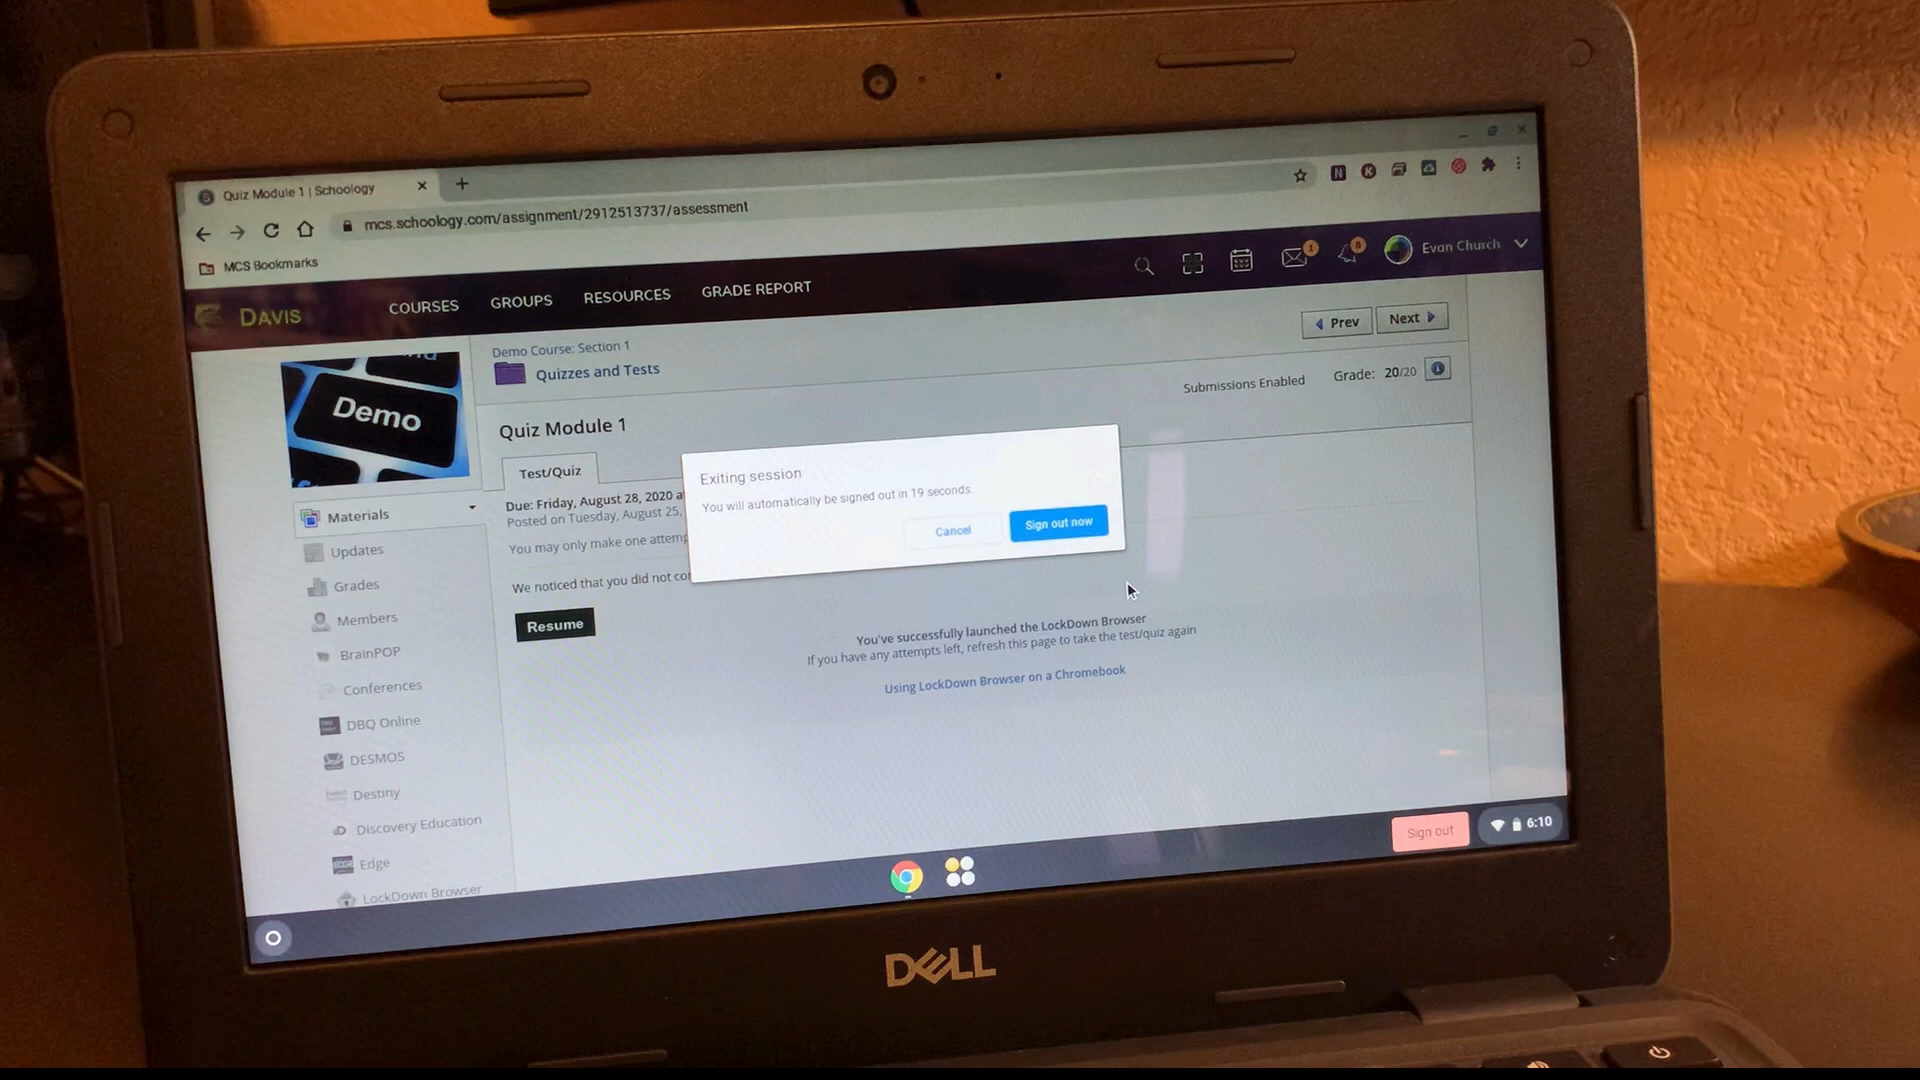 Quiz Module 1 | Schoology
mcs.schoology.com/assignment/2912513737/assessment
MCS Bookmarks
N
K
DAVIS
COURSES
GROUPS
RESOURCES
GRADE REPORT
1
8
Evan Church
Demo
Demo Course: Section 1
Quizzes and Tests
Prev
Next
Submissions Enabled
Grade: 20/20
Quiz Module 1
Test/Quiz
Due: Friday, August 28, 2020 a
Posted on Tuesday, August 25,
You may only make one attemp
We noticed that you did not co
Resume
Exiting session
You will automatically be signed out in 19 seconds.
Cancel
Sign out now
You've successfully launched the LockDown Browser
If you have any attempts left, refresh this page to take the test/quiz again
Using LockDown Browser on a Chromebook
Materials
Updates
Grades
Members
BrainPOP
Conferences
DBQ Online
DESMOS
Destiny
Discovery Education
Edge
LockDown Browser
Sign out
6:10
DELL